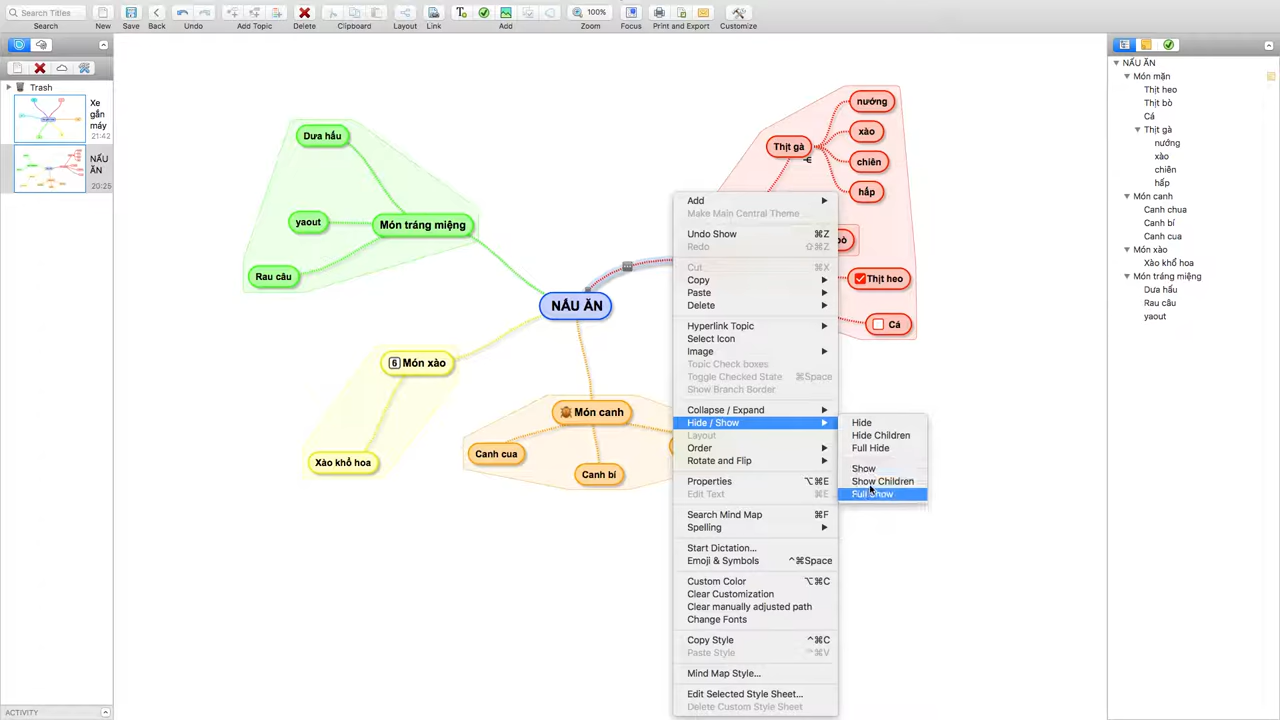 Search Titles
100%
Search
New
Save
Back
Undo
Add Topic
Delete
Clipboard
Layout
Link
Add
Zoom
Focus
Print and Export
Customize
Trash
Xe
gắn
máy
21:42
NẤU
ĂN
20:25
ACTIVITY
Dưa hấu
yaout
Món tráng miệng
Rau câu
NẤU ĂN
6 Món xào
Xào khổ hoa
Món canh
Canh cua
Canh bí
nướng
xào
Thịt gà
chiên
hấp
bò
Thịt heo
Cá
Add
Make Main Central Theme
Undo Show ⌘Z
Redo ⇧⌘Z
Cut ⌘X
Copy
Paste
Delete
Hyperlink Topic
Select Icon
Image
Topic Check boxes
Toggle Checked State ⌘Space
Show Branch Border
Collapse / Expand
Hide / Show
Layout
Order
Rotate and Flip
Properties ⌥⌘E
Edit Text ⌘E
Search Mind Map ⌘F
Spelling
Start Dictation...
Emoji & Symbols ^⌘Space
Custom Color ⌥⌘C
Clear Customization
Clear manually adjusted path
Change Fonts
Copy Style ^⌘C
Paste Style ^⌘V
Mind Map Style...
Edit Selected Style Sheet...
Delete Custom Style Sheet
Hide
Hide Children
Full Hide
Show
Show Children
Full Show
NẤU ĂN
Món mặn
Thịt heo
Thịt bò
Cá
Thịt gà
nướng
xào
chiên
hấp
Món canh
Canh chua
Canh bí
Canh cua
Món xào
Xào khổ hoa
Món tráng miệng
Dưa hấu
Rau câu
yaout